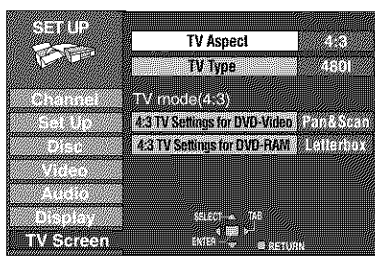 SET UP
TV Aspect 4:3
TV Type 480I
Channel
TV mode(4:3)
Set Up
4:3 TV Settings for DVD-Video Pan&Scan
Disc
4:3 TV Settings for DVD-RAM Letterbox
Video
Audio
Display
TV Screen
SELECT TAB
ENTER RETURN